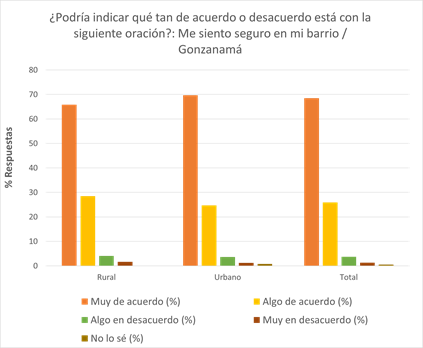 ¿Podría indicar qué tan de acuerdo o desacuerdo está con la
siguiente oración?: Me siento seguro en mi barrio /
Gonzanamá
80
70
60
50
40
30
20
10
0
% Respuestas
Rural Urbano Total
Muy de acuerdo (%) Algo de acuerdo (%)
Algo en desacuerdo (%) Muy en desacuerdo (%)
No lo sé (%)